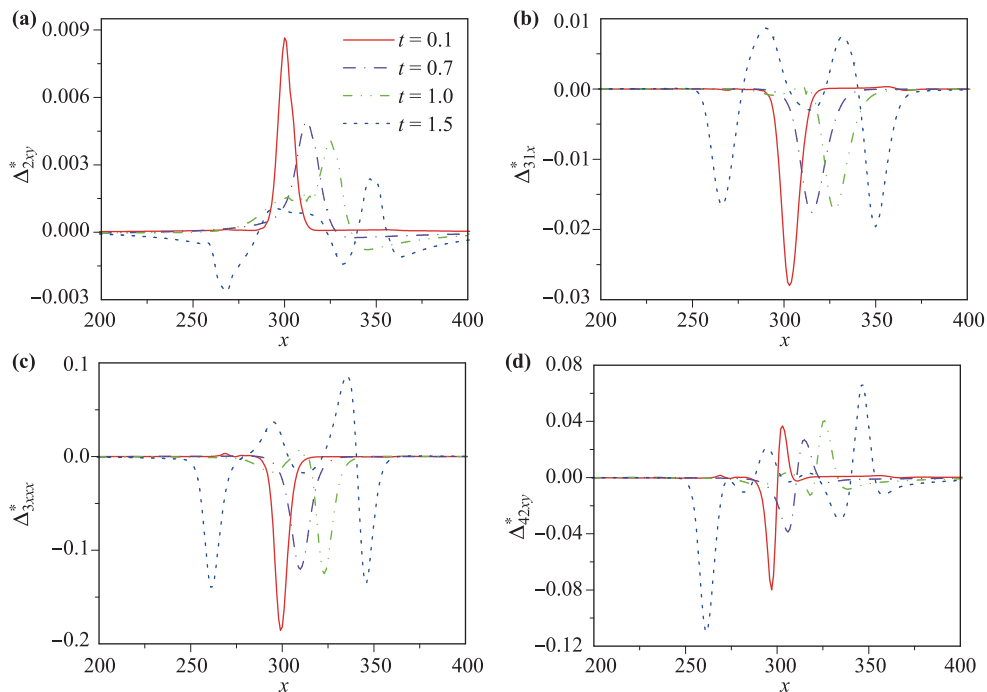 (a)
0.009
0.006
0.003
0.000
−0.003
Δ*2xy
t = 0.1
t = 0.7
t = 1.0
t = 1.5
200 250 300 350 400
x
(b)
0.01
0.00
−0.01
−0.02
−0.03
Δ*31x
200 250 300 350 400
x
(c)
0.1
0.0
−0.1
−0.2
Δ*3xxx
200 250 300 350 400
x
(d)
0.08
0.04
0.00
−0.04
−0.08
−0.12
Δ*42xy
200 250 300 350 400
x